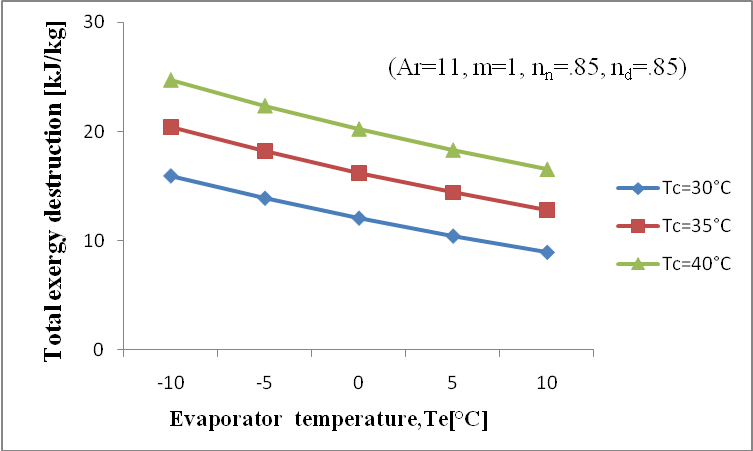 30
20
10
0
-10 -5 0 5 10
Total exergy destruction [kJ/kg]
Evaporator temperature,Te[°C]
(Ar=11, m=1, nn=.85, nd=.85)
Tc=30°C
Tc=35°C
Tc=40°C